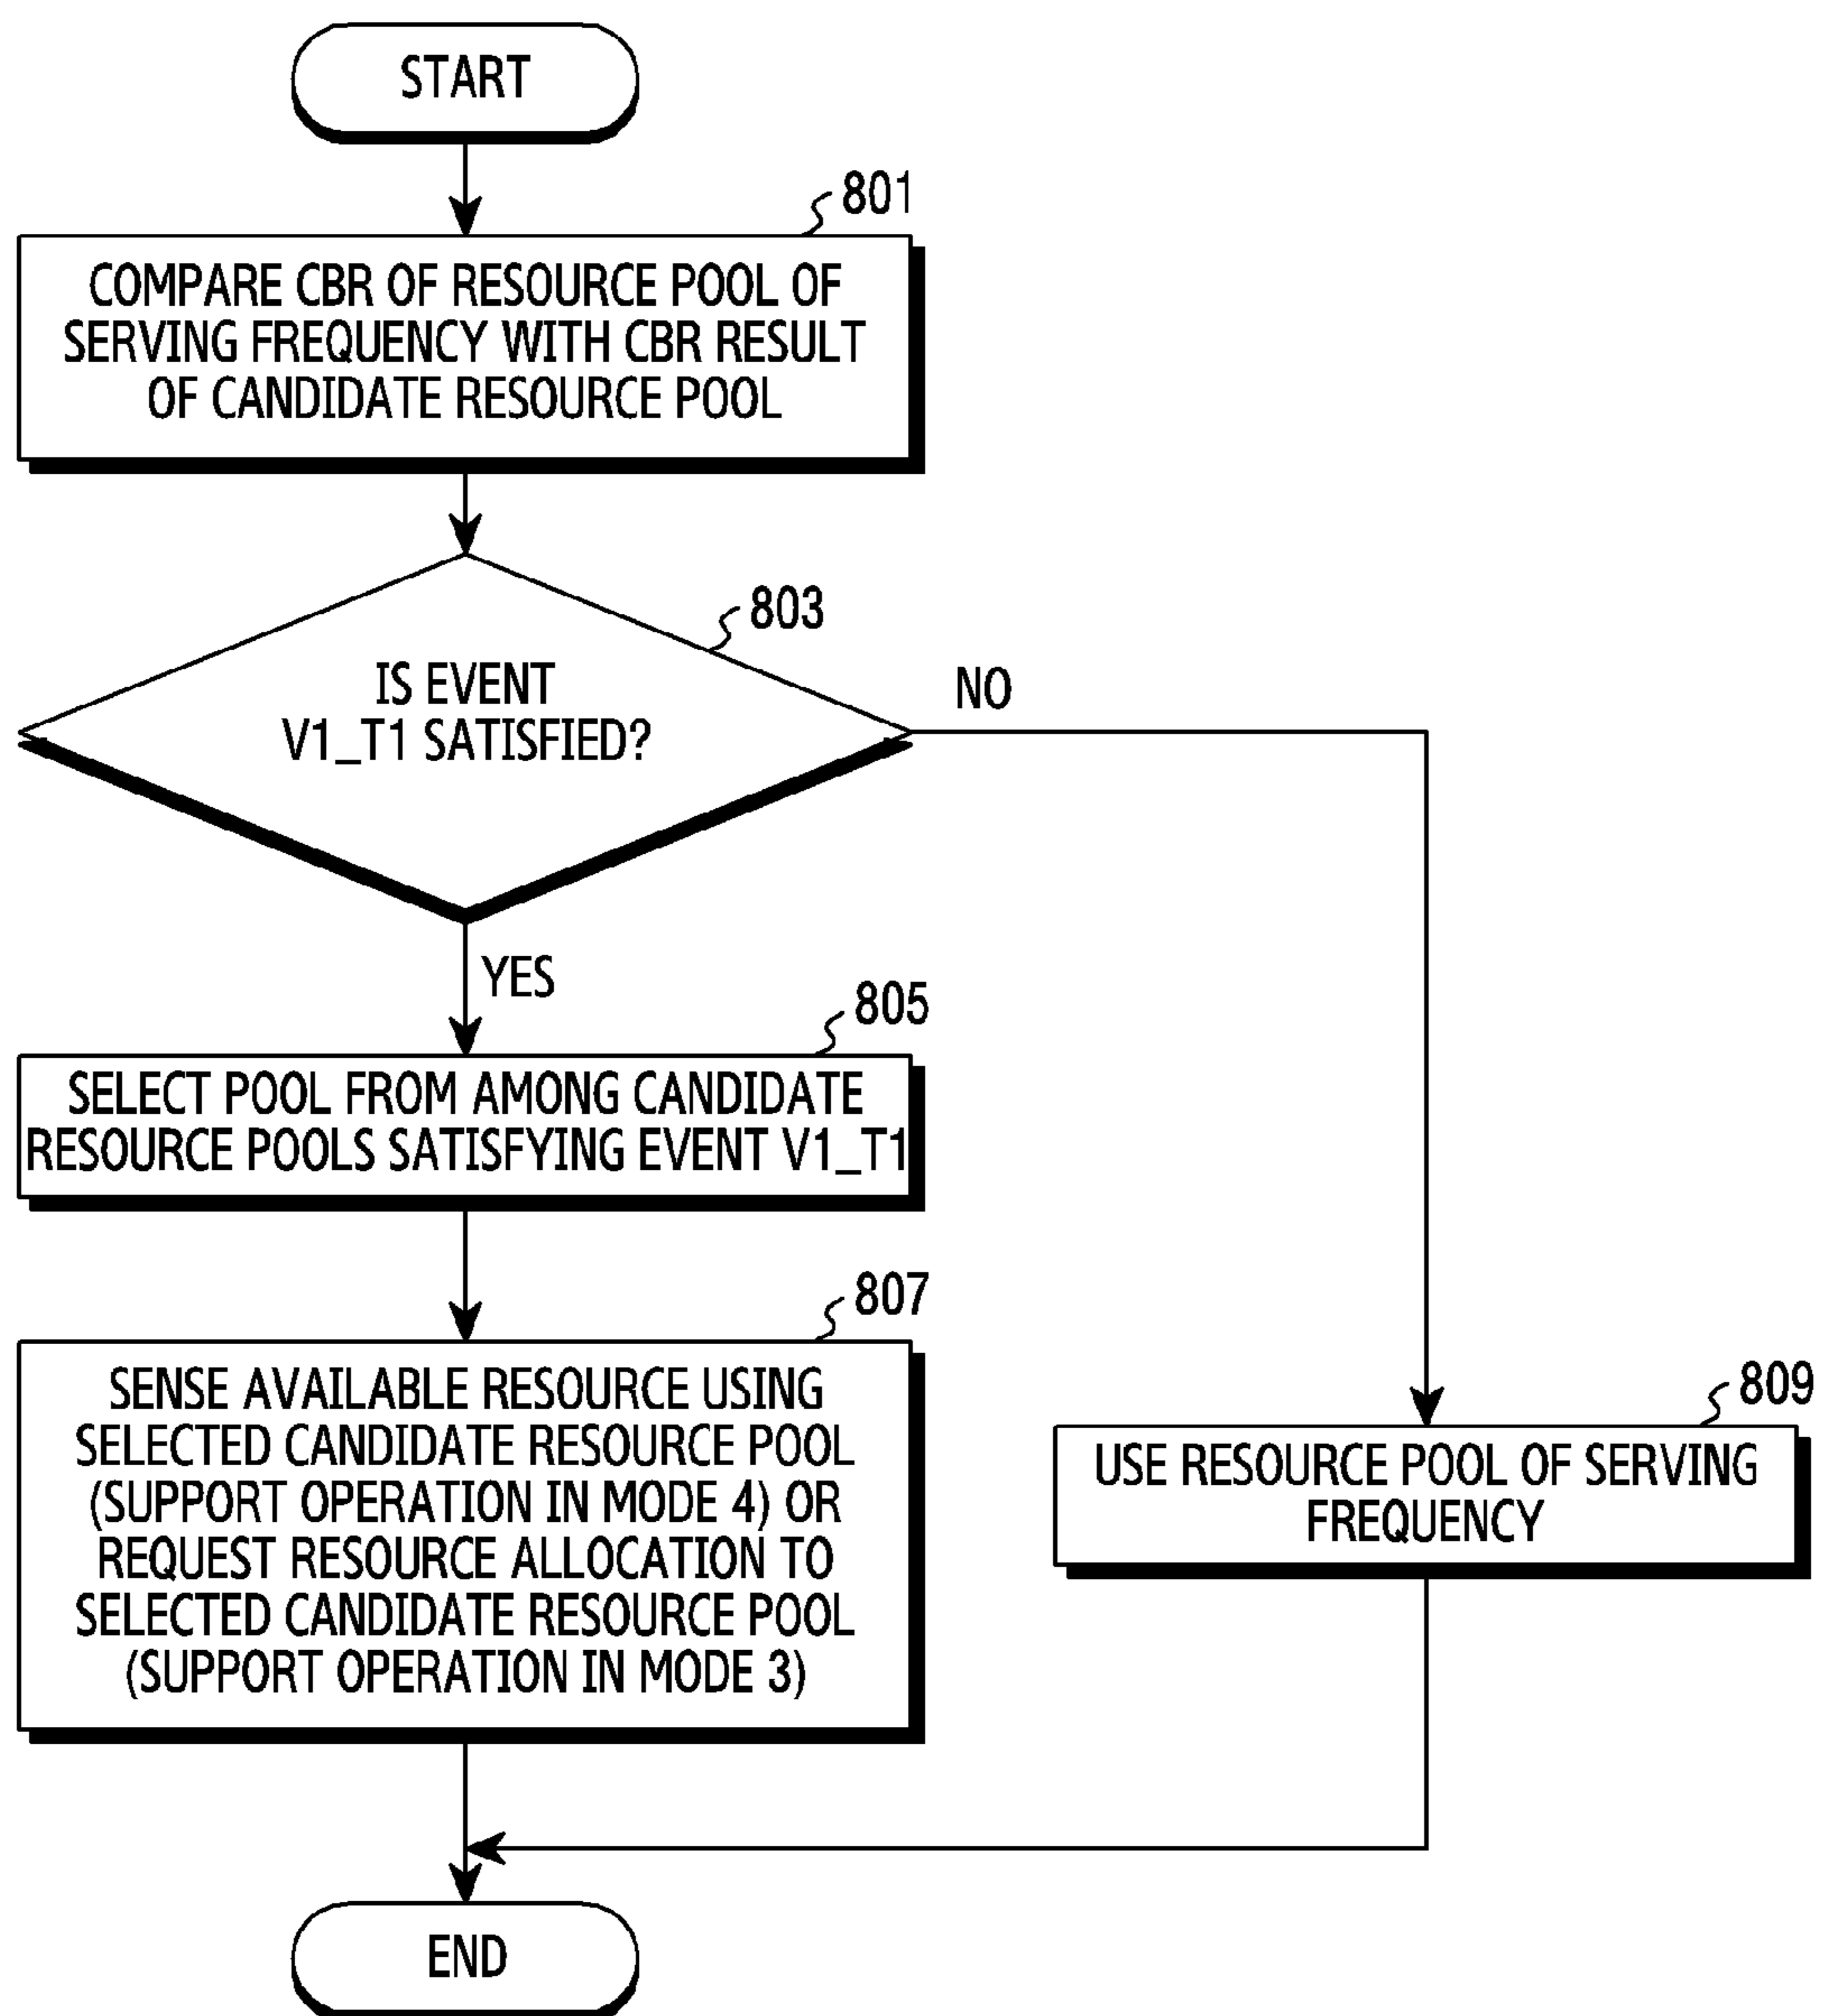 START
801
COMPARE CBR OF RESOURCE POOL OF
SERVING FREQUENCY WITH CBR RESULT
OF CANDIDATE RESOURCE POOL
803
IS EVENT
V1_T1 SATISFIED?
NO
YES
805
SELECT POOL FROM AMONG CANDIDATE
RESOURCE POOLS SATISFYING EVENT V1_T1
807
SENSE AVAILABLE RESOURCE USING
SELECTED CANDIDATE RESOURCE POOL
(SUPPORT OPERATION IN MODE 4) OR
REQUEST RESOURCE ALLOCATION TO
SELECTED CANDIDATE RESOURCE POOL
(SUPPORT OPERATION IN MODE 3)
809
USE RESOURCE POOL OF SERVING
FREQUENCY
END